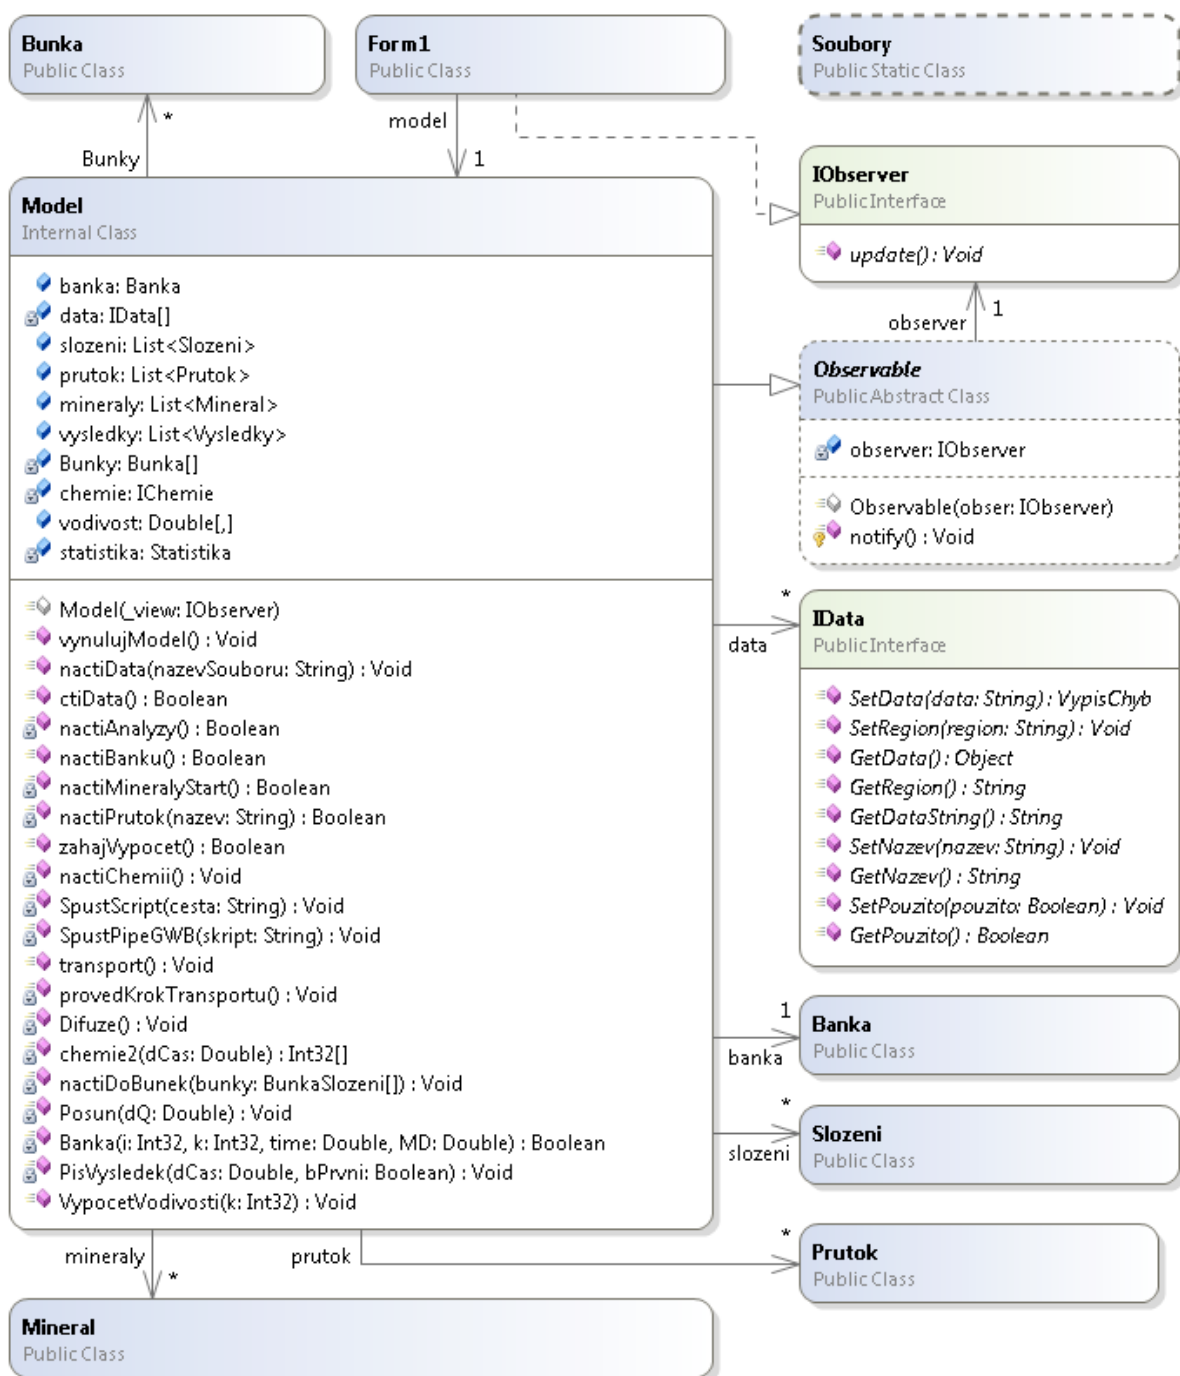 Bunka
Public Class
Form1
Public Class
Soubory
Public Static Class
*
Bunky
model
1
IObserver
Public Interface
update() : Void
Model
Internal Class
banka: Banka
data: IData[]
slozeni: List<Slozeni>
prutok: List<Prutok>
mineraly: List<Mineral>
vysledky: List<Vysledky>
Bunky: Bunka[]
chemie: IChemie
vodivost: Double[,]
statistika: Statistika
Model(_view: IObserver)
vynulujModel() : Void
nactiData(nazevSouboru: String) : Void
ctiData() : Boolean
nactiAnalyzy() : Boolean
nactiBanku() : Boolean
nactiMineralyStart() : Boolean
nactiPrutok(nazev: String) : Boolean
zahajVypocet() : Boolean
nactiChemii() : Void
SpustScript(cesta: String) : Void
SpustPipeGWB(skript: String) : Void
transport() : Void
provedKrokTransportu() : Void
Difuze() : Void
chemie2(dCas: Double) : Int32[]
nactiDoBunek(bunky: BunkaSlozeni[]) : Void
Posun(dQ: Double) : Void
Banka(i: Int32, k: Int32, time: Double, MD: Double) : Boolean
PisVysledek(dCas: Double, bPrvni: Boolean) : Void
VypocetVodivosti(k: Int32) : Void
observer
1
Observable
Public Abstract Class
observer: IObserver
Observable(obser: IObserver)
notify() : Void
*
data
IData
Public Interface
SetData(data: String) : VypisChyb
SetRegion(region: String) : Void
GetData() : Object
GetRegion() : String
GetDataString() : String
SetNazev(nazev: String) : Void
GetNazev() : String
SetPouzito(pouzito: Boolean) : Void
GetPouzito() : Boolean
1
banka
Banka
Public Class
*
slozeni
Slozeni
Public Class
mineraly
*
prutok
*
Prutok
Public Class
Mineral
Public Class